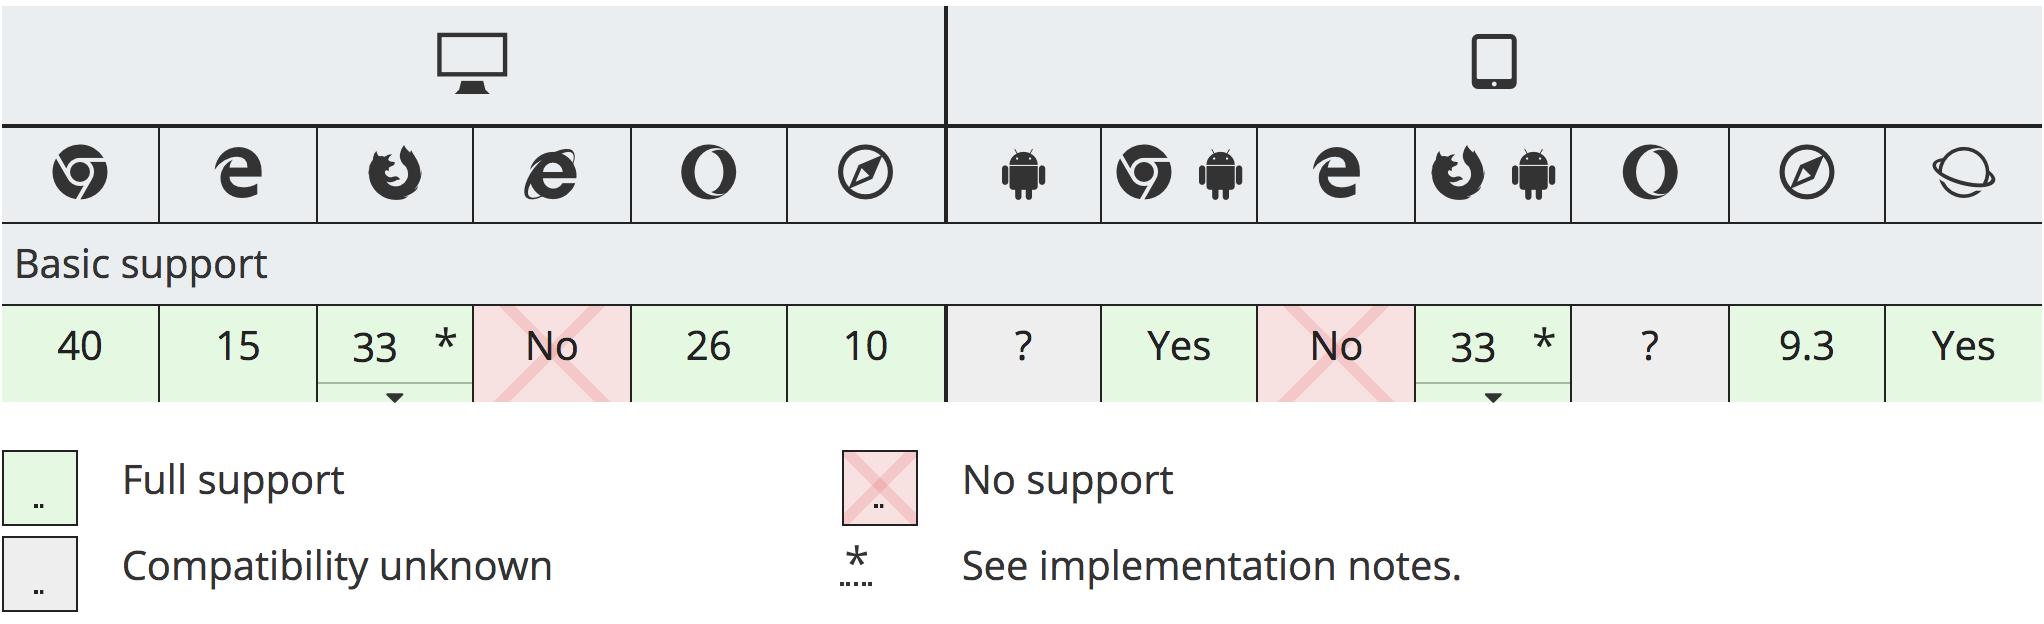 Basic support
40 15 33 * No 26 10 ? Yes No 33 * ? 9.3 Yes
.. Full support .. No support
.. Compatibility unknown * See implementation notes.